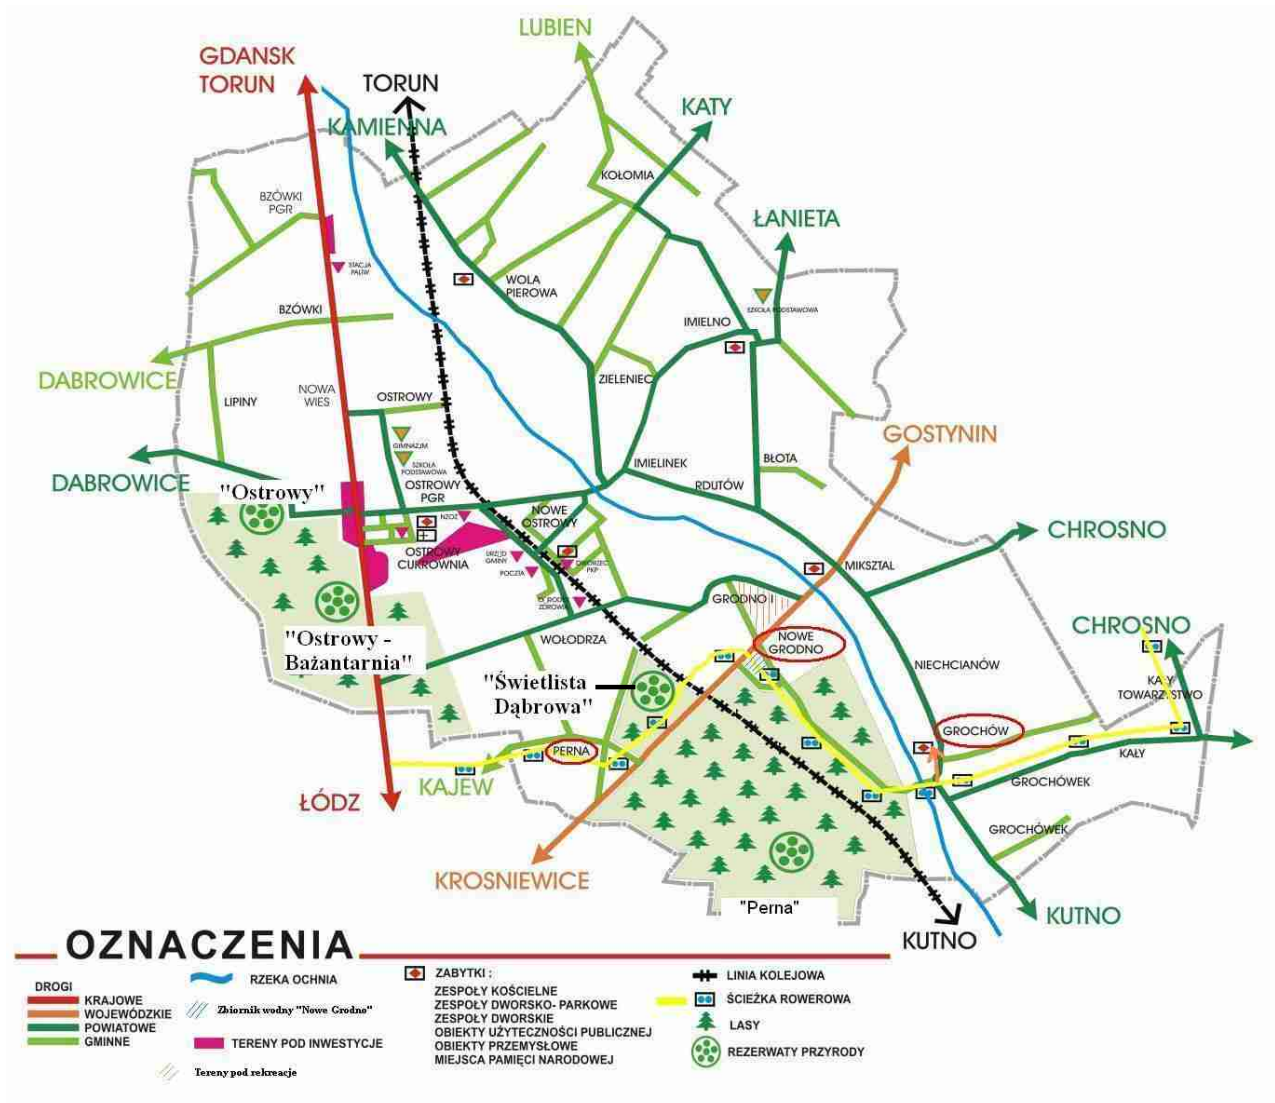 LUBIEN
GDANSK
TORUN
TORUN
KAMIENNA
KATY
KOŁOMIA
BZÓWKI
PGR
ŁANIETA
STACJA
PALIW
WOLA
PIEROWA
SZKOŁA PODSTAWOWA
BZÓWKI
IMIELNO
DABROWICE
NOWA
WIES
OSTROWY
ZIELENIEC
LIPINY
GOSTYNIN
GIMNAZJM
SZKOŁA
PODSTAWOWA
IMIELINEK
BŁOTA
DABROWICE
"Ostrowy"
OSTROWY
PGR
RDUTÓW
NZOZ
NOWE
OSTROWY
CHROSNO
OSTROWY
CUKROWNIA
URZĄD
GMINY
POCZTA
DWORZEC
PKP
MIKSZTAL
ZDROWIA
GRODNO I
"Ostrowy -
Bażantarnia"
WOŁODRZA
NOWE
GRODNO
CHROSNO
NIECHCIANÓW
"Świetlista
Dąbrowa"
KAŁY
TOWARZYSTWO
GROCHÓW
PERNA
KAŁY
KAJEW
GROCHÓWEK
ŁÓDZ
GROCHÓWEK
KROSNIEWICE
"Perna"
KUTNO
KUTNO
OZNACZENIA
DROGI
KRAJOWE
WOJEWÓDZKIE
POWIATOWE
GMINNE
RZEKA OCHNIA
Zbiornik wodny "Nowe Grodno"
TERENY POD INWESTYCJE
Tereny pod rekreacje
ZABYTKI :
ZESPOŁY KOŚCIELNE
ZESPOŁY DWORSKO- PARKOWE
ZESPOŁY DWORSKIE
OBIEKTY UŻYTECZNOŚCI PUBLICZNEJ
OBIEKTY PRZEMYSŁOWE
MIEJSCA PAMIĘCI NARODOWEJ
LINIA KOLEJOWA
ŚCIEŻKA ROWEROWA
LASY
REZERWATY PRZYRODY